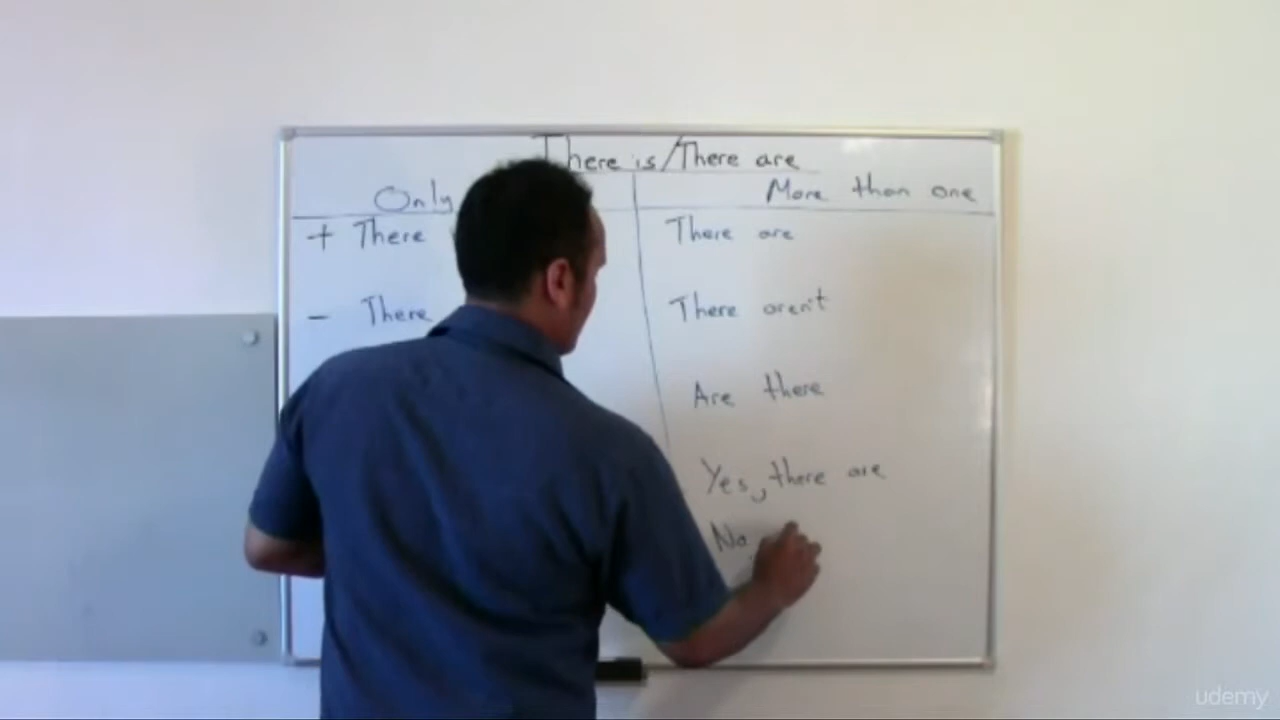 There is/There are
Only
More than one
+ There
There are
- There
There aren't
Are there
Yes, there are
No,
udemy